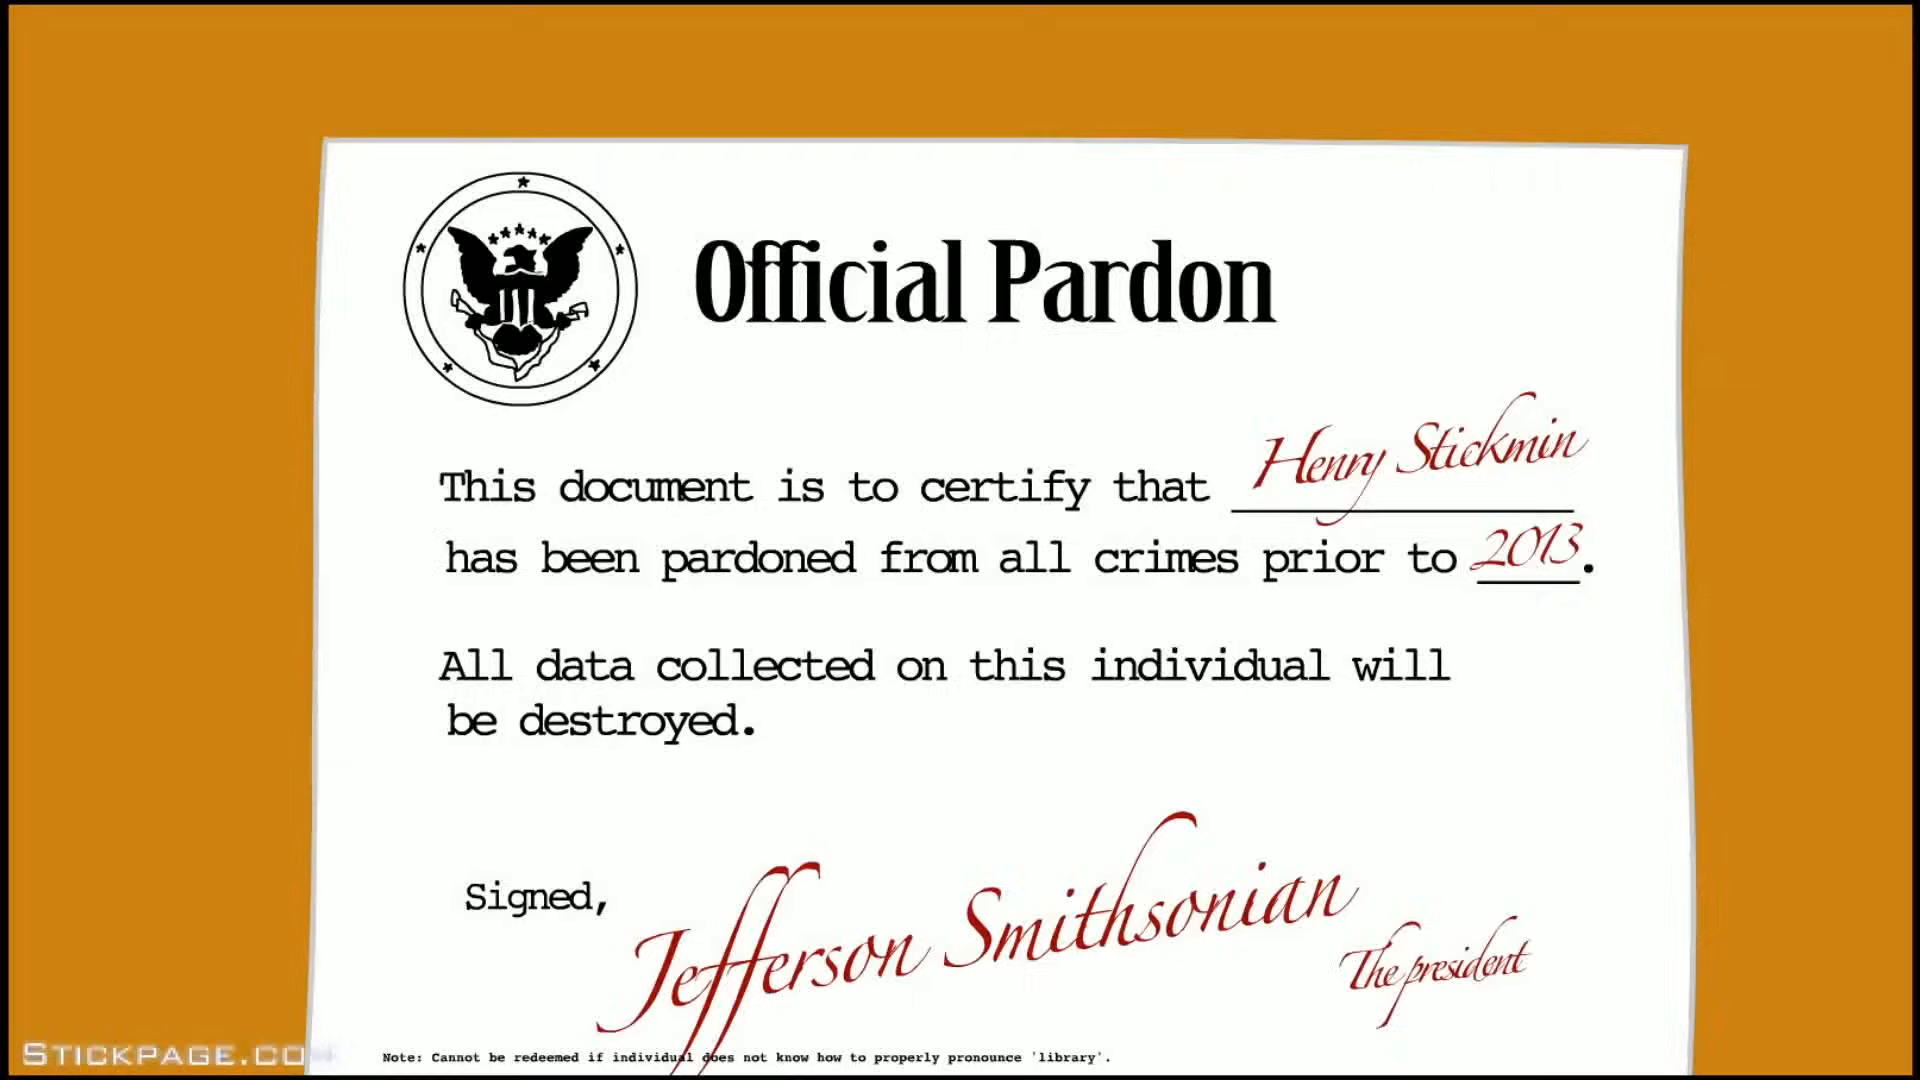 Official Pardon
This document is to certify that Henry Stickmin
has been pardoned from all crimes prior to 2013.
All data collected on this individual will
be destroyed.
Signed,
Jefferson Smithsonian
The president
Note: Cannot be redeemed if individual does not know how to properly pronounce 'library'.
STICKPAGE.COM